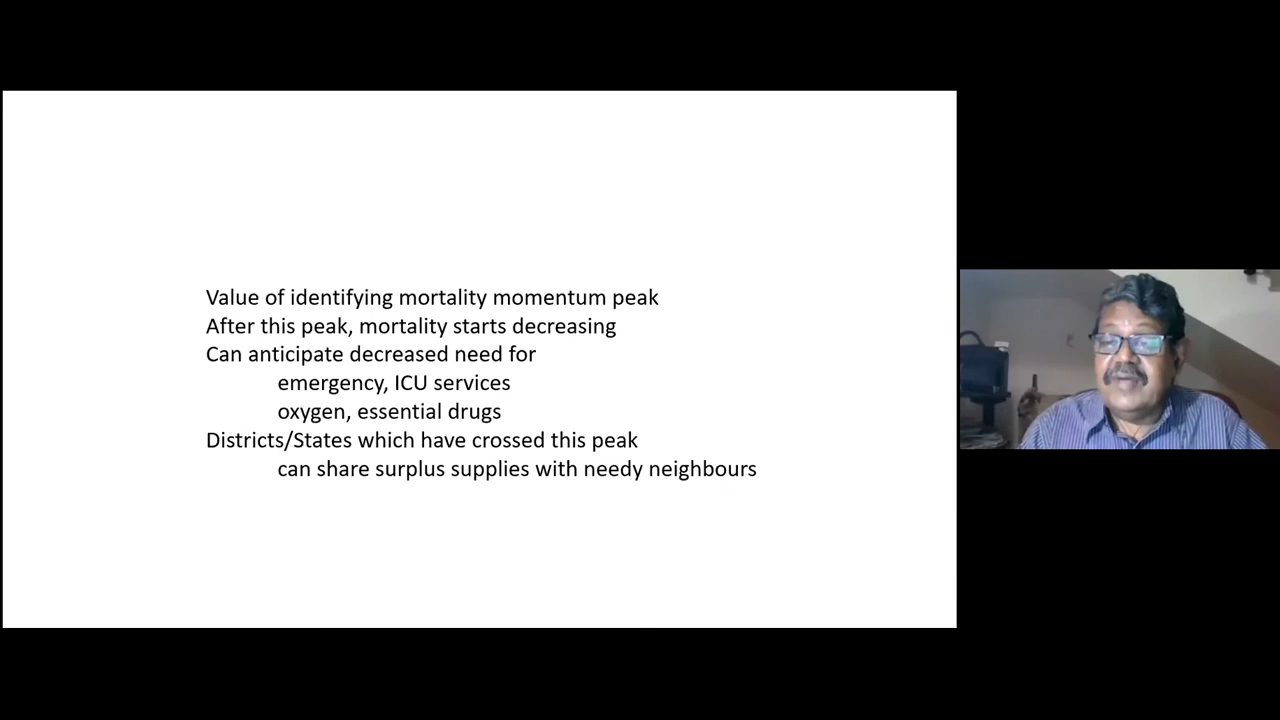 Value of identifying mortality momentum peak
After this peak, mortality starts decreasing
Can anticipate decreased need for
emergency, ICU services
oxygen, essential drugs
Districts/States which have crossed this peak
can share surplus supplies with needy neighbours